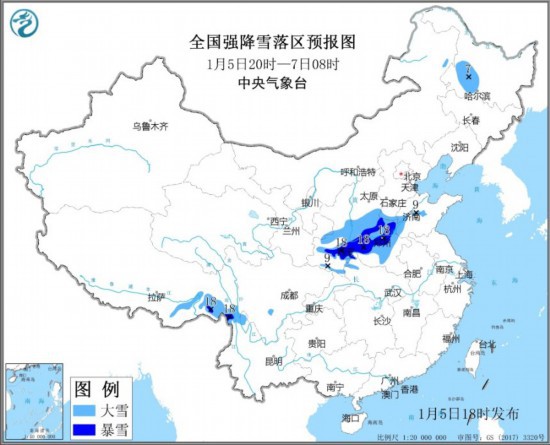 全国强降雪落区预报图
1月5日20时—7日08时
中央气象台
7
哈尔滨
长春
乌鲁木齐
沈阳
呼和浩特
北京
天津
银川
太原
石家庄
西宁
济南
9
兰州
18
18
18
9
合肥
南京
上海
拉萨
成都
武汉
杭州
18
18
重庆
南昌
长沙
贵阳
福州
台北
昆明
广州
南宁
香港
澳门
海口
图 例
大雪
暴雪
1月5日18时发布
比例尺 1:20 000 000
审图号：GS (2017) 3320号